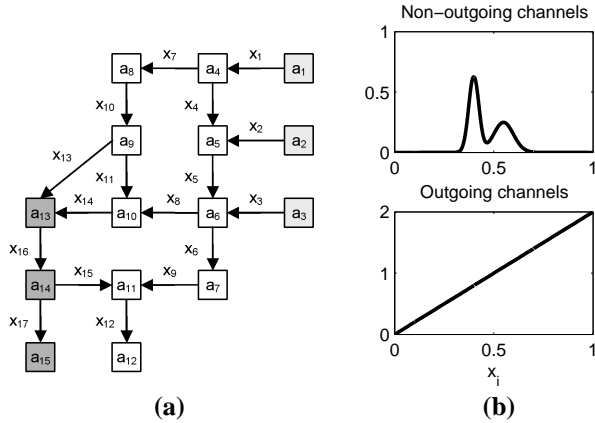 x₇ x₁
a₈ a₄ a₁
x₁₀ x₄
x₂
a₉ a₅ a₂
x₁₃ x₁₁ x₅
x₁₄ x₈ x₃
a₁₃ a₁₀ a₆ a₃
x₁₆ x₆
x₁₅ x₉
a₁₄ a₁₁ a₇
x₁₇ x₁₂
a₁₅ a₁₂
(a)
Non-outgoing channels
1
0.5
0
0 0.5 1
Outgoing channels
2
1
0
0 0.5 1
xᵢ
(b)